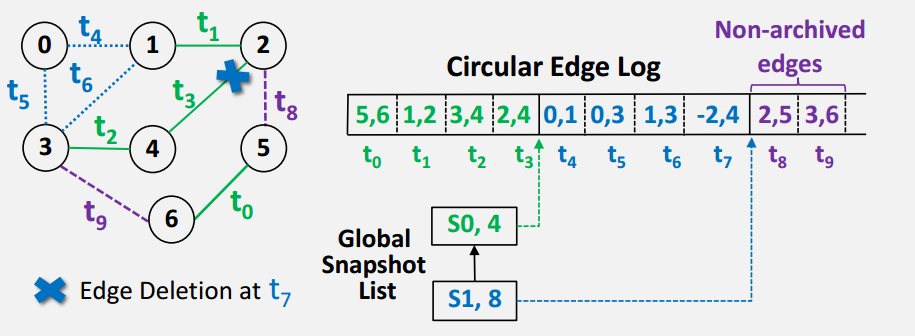 0
t4
1
t1
2
t5
t6
t3
t8
3
t2
4
5
t9
6
t0
Edge Deletion at t7
Non-archived
edges
Circular Edge Log
5,6 1,2 3,4 2,4 0,1 0,3 1,3 -2,4 2,5 3,6
t0 t1 t2 t3 t4 t5 t6 t7 t8 t9
Global
Snapshot
List
S0, 4
S1, 8